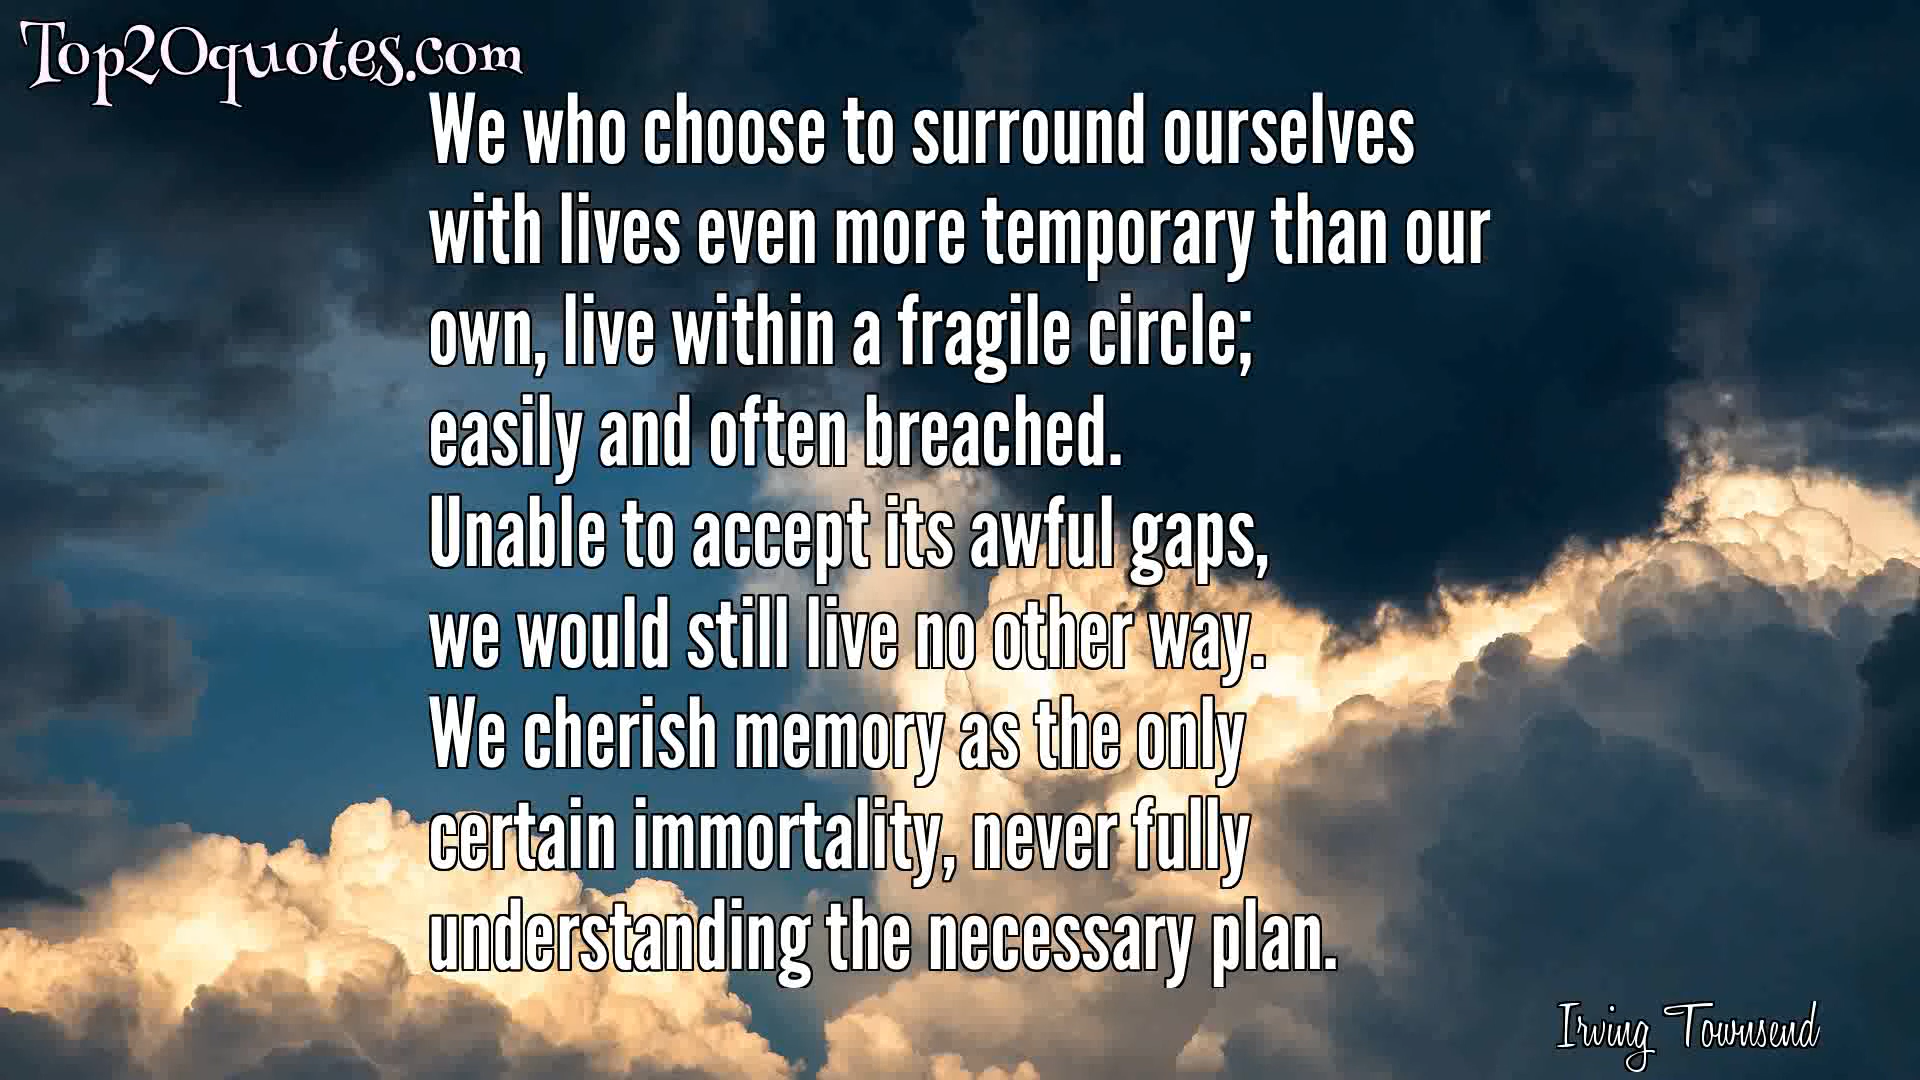 Top20quotes.com
We who choose to surround ourselves
with lives even more temporary than our
own, live within a fragile circle;
easily and often breached.
Unable to accept its awful gaps,
we would still live no other way.
We cherish memory as the only
certain immortality, never fully
understanding the necessary plan.
Irving Townsend